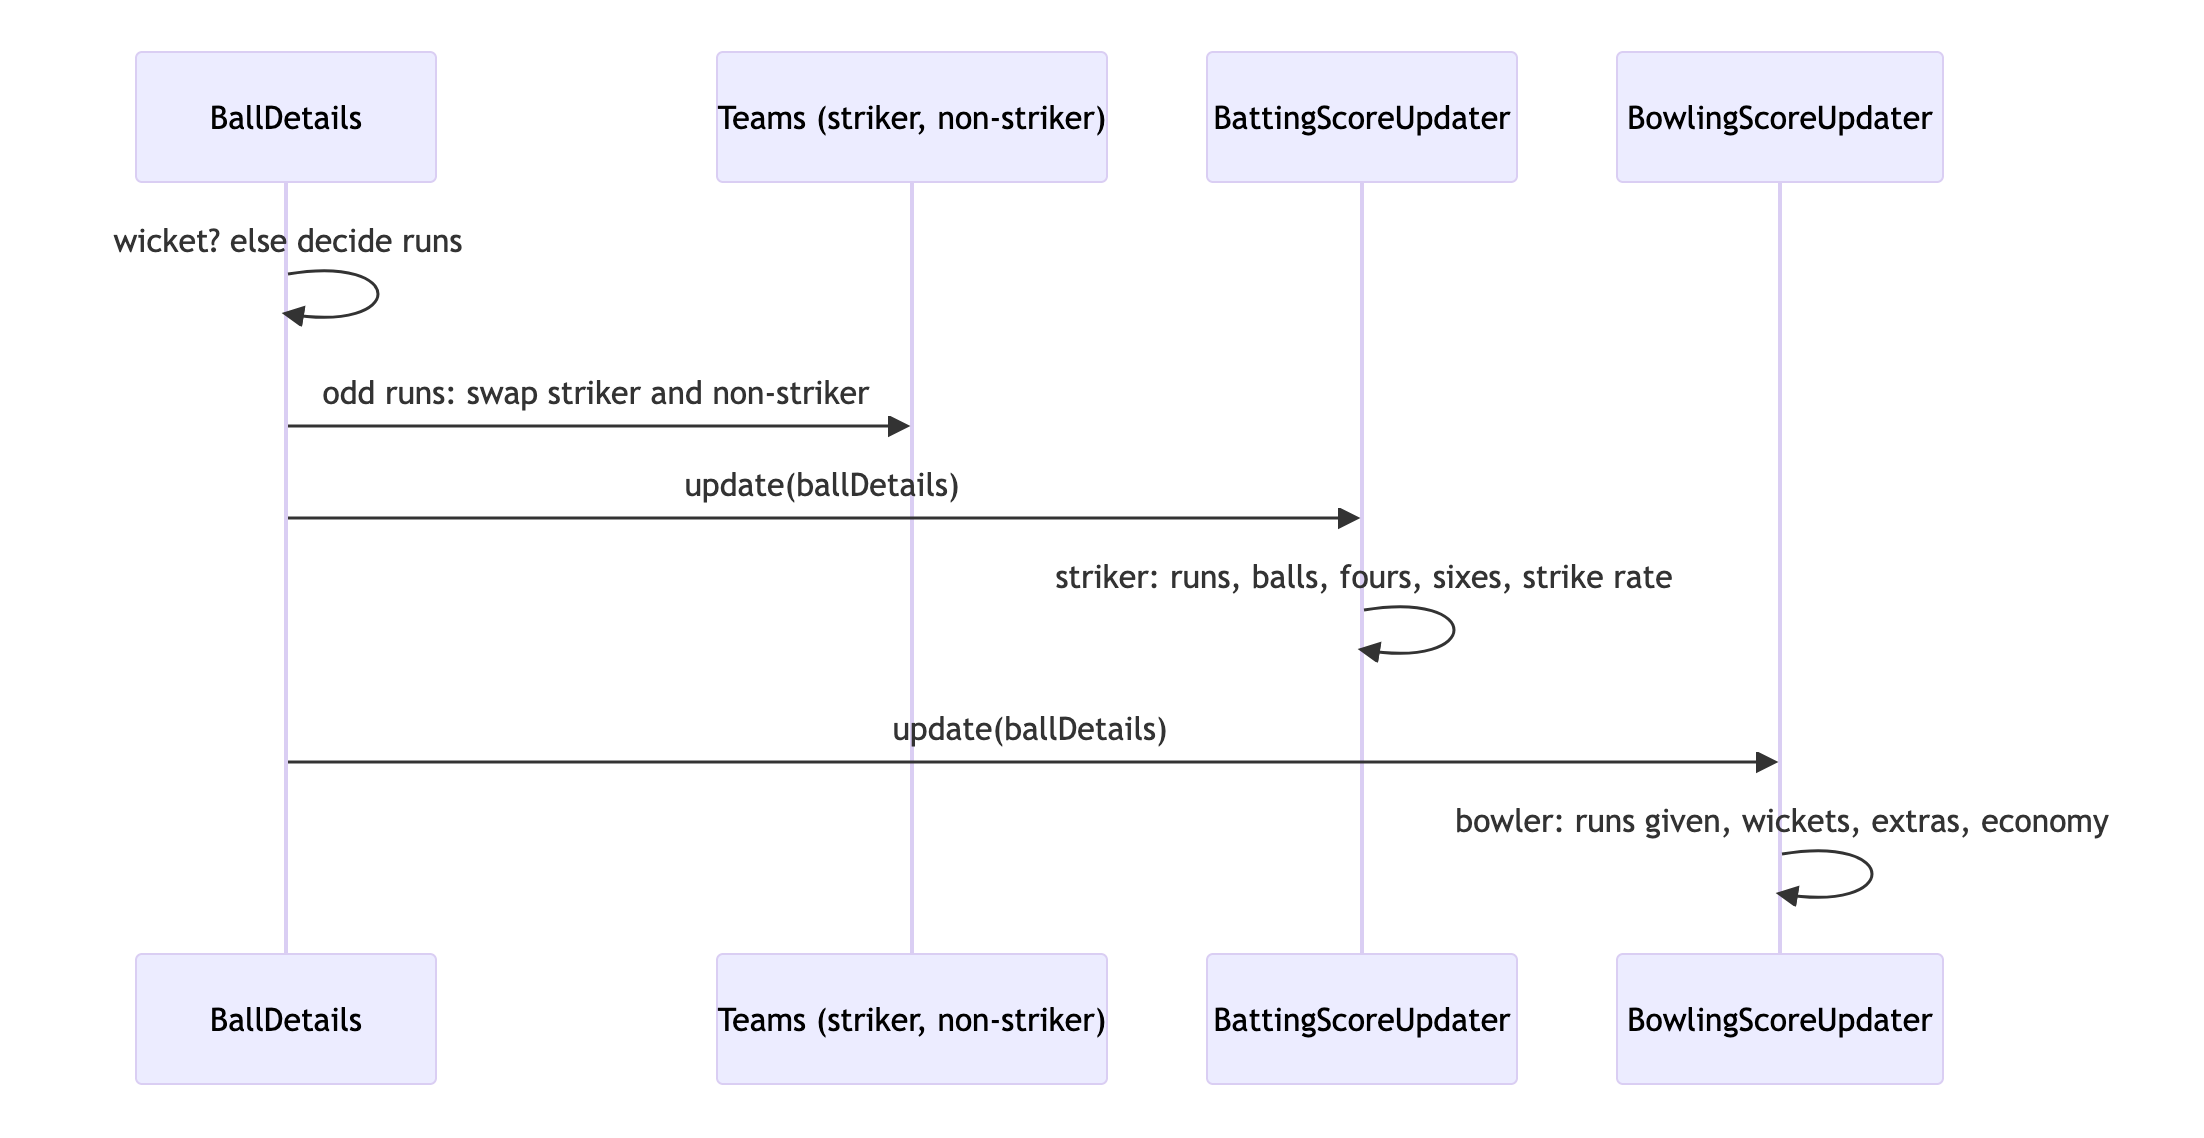 BallDetails
Teams (striker, non-striker)
BattingScoreUpdater
BowlingScoreUpdater
wicket? else decide runs
odd runs: swap striker and non-striker
update(ballDetails)
striker: runs, balls, fours, sixes, strike rate
update(ballDetails)
bowler: runs given, wickets, extras, economy
BallDetails
Teams (striker, non-striker)
BattingScoreUpdater
BowlingScoreUpdater